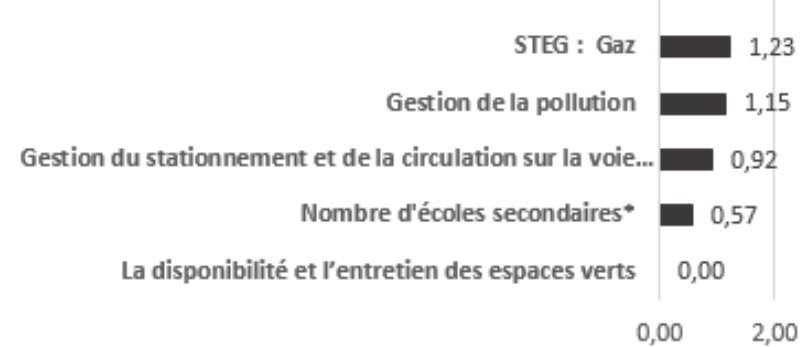 STEG : Gaz 1,23
Gestion de la pollution 1,15
Gestion du stationnement et de la circulation sur la voie... 0,92
Nombre d'écoles secondaires* 0,57
La disponibilité et l’entretien des espaces verts 0,00
0,00 2,00